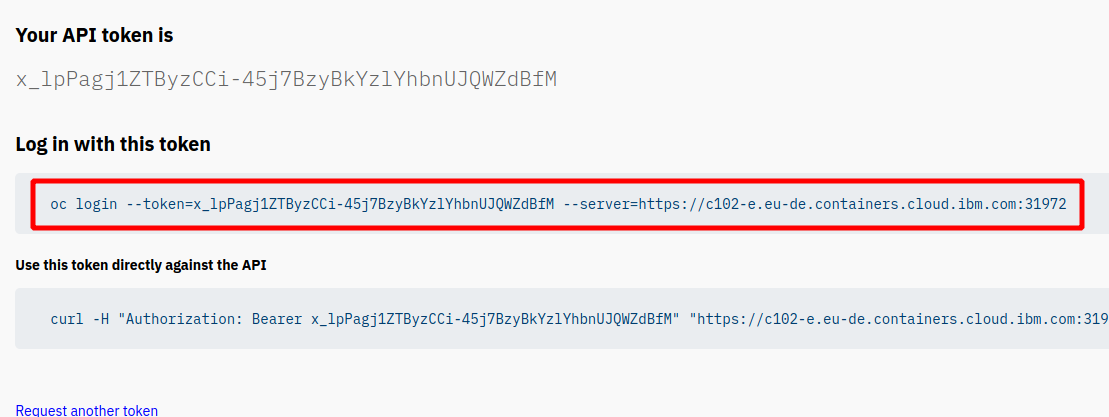 Your API token is
x_lpPagj1ZTByzCCi-45j7BzyBkYzlYhbnUJQWZdBfM
Log in with this token
oc login --token=x_lpPagj1ZTByzCCi-45j7BzyBkYzlYhbnUJQWZdBfM --server=https://c102-e.eu-de.containers.cloud.ibm.com:31972
Use this token directly against the API
curl -H "Authorization: Bearer x_lpPagj1ZTByzCCi-45j7BzyBkYzlYhbnUJQWZdBfM" "https://c102-e.eu-de.containers.cloud.ibm.com:319
Request another token